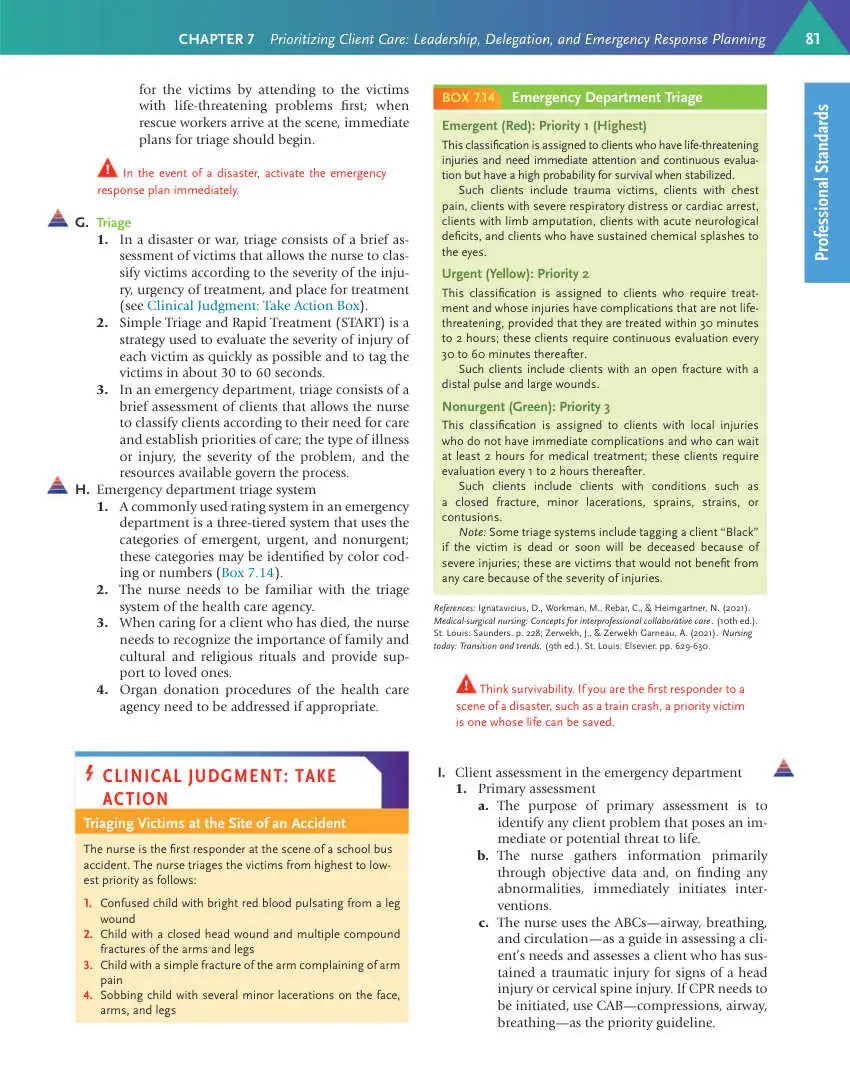 CHAPTER 7 Prioritizing Client Care: Leadership, Delegation, and Emergency Response Planning 81
for the victims by attending to the victims
with life-threatening problems first; when
rescue workers arrive at the scene, immediate
plans for triage should begin.
In the event of a disaster, activate the emergency
response plan immediately.
G. Triage
1. In a disaster or war, triage consists of a brief as-
sessment of victims that allows the nurse to clas-
sify victims according to the severity of the inju-
ry, urgency of treatment, and place for treatment
(see Clinical Judgment: Take Action Box).
2. Simple Triage and Rapid Treatment (START) is a
strategy used to evaluate the severity of injury of
each victim as quickly as possible and to tag the
victims in about 30 to 60 seconds.
3. In an emergency department, triage consists of a
brief assessment of clients that allows the nurse
to classify clients according to their need for care
and establish priorities of care; the type of illness
or injury, the severity of the problem, and the
resources available govern the process.
H. Emergency department triage system
1. A commonly used rating system in an emergency
department is a three-tiered system that uses the
categories of emergent, urgent, and nonurgent;
these categories may be identified by color cod-
ing or numbers (Box 7.14).
2. The nurse needs to be familiar with the triage
system of the health care agency.
3. When caring for a client who has died, the nurse
needs to recognize the importance of family and
cultural and religious rituals and provide sup-
port to loved ones.
4. Organ donation procedures of the health care
agency need to be addressed if appropriate.
CLINICAL JUDGMENT: TAKE
ACTION
Triaging Victims at the Site of an Accident
The nurse is the first responder at the scene of a school bus
accident. The nurse triages the victims from highest to low-
est priority as follows:
1. Confused child with bright red blood pulsating from a leg
wound
2. Child with a closed head wound and multiple compound
fractures of the arms and legs
3. Child with a simple fracture of the arm complaining of arm
pain
4. Sobbing child with several minor lacerations on the face,
arms, and legs
BOX 7.14 Emergency Department Triage
Emergent (Red): Priority 1 (Highest)
This classification is assigned to clients who have life-threatening
injuries and need immediate attention and continuous evalua-
tion but have a high probability for survival when stabilized.
Such clients include trauma victims, clients with chest
pain, clients with severe respiratory distress or cardiac arrest,
clients with limb amputation, clients with acute neurological
deficits, and clients who have sustained chemical splashes to
the eyes.
Urgent (Yellow): Priority 2
This classification is assigned to clients who require treat-
ment and whose injuries have complications that are not life-
threatening, provided that they are treated within 30 minutes
to 2 hours; these clients require continuous evaluation every
30 to 60 minutes thereafter.
Such clients include clients with an open fracture with a
distal pulse and large wounds.
Nonurgent (Green): Priority 3
This classification is assigned to clients with local injuries
who do not have immediate complications and who can wait
at least 2 hours for medical treatment; these clients require
evaluation every 1 to 2 hours thereafter.
Such clients include clients with conditions such as
a closed fracture, minor lacerations, sprains, strains, or
contusions.
Note: Some triage systems include tagging a client “Black”
if the victim is dead or soon will be deceased because of
severe injuries; these are victims that would not benefit from
any care because of the severity of injuries.
References: Ignatavicius, D., Workman, M., Rebar, C., & Heimgartner, N. (2021).
Medical-surgical nursing: Concepts for interprofessional collaborative care. (10th ed.).
St. Louis: Saunders. p. 228; Zerwekh, J., & Zerwekh Garneau, A. (2021). Nursing
today: Transition and trends. (9th ed.). St. Louis: Elsevier. pp. 629-630.
Think survivability. If you are the first responder to a
scene of a disaster, such as a train crash, a priority victim
is one whose life can be saved.
I. Client assessment in the emergency department
1. Primary assessment
a. The purpose of primary assessment is to
identify any client problem that poses an im-
mediate or potential threat to life.
b. The nurse gathers information primarily
through objective data and, on finding any
abnormalities, immediately initiates inter-
ventions.
c. The nurse uses the ABCs—airway, breathing,
and circulation—as a guide in assessing a cli-
ent’s needs and assesses a client who has sus-
tained a traumatic injury for signs of a head
injury or cervical spine injury. If CPR needs to
be initiated, use CAB—compressions, airway,
breathing—as the priority guideline.
Professional Standards